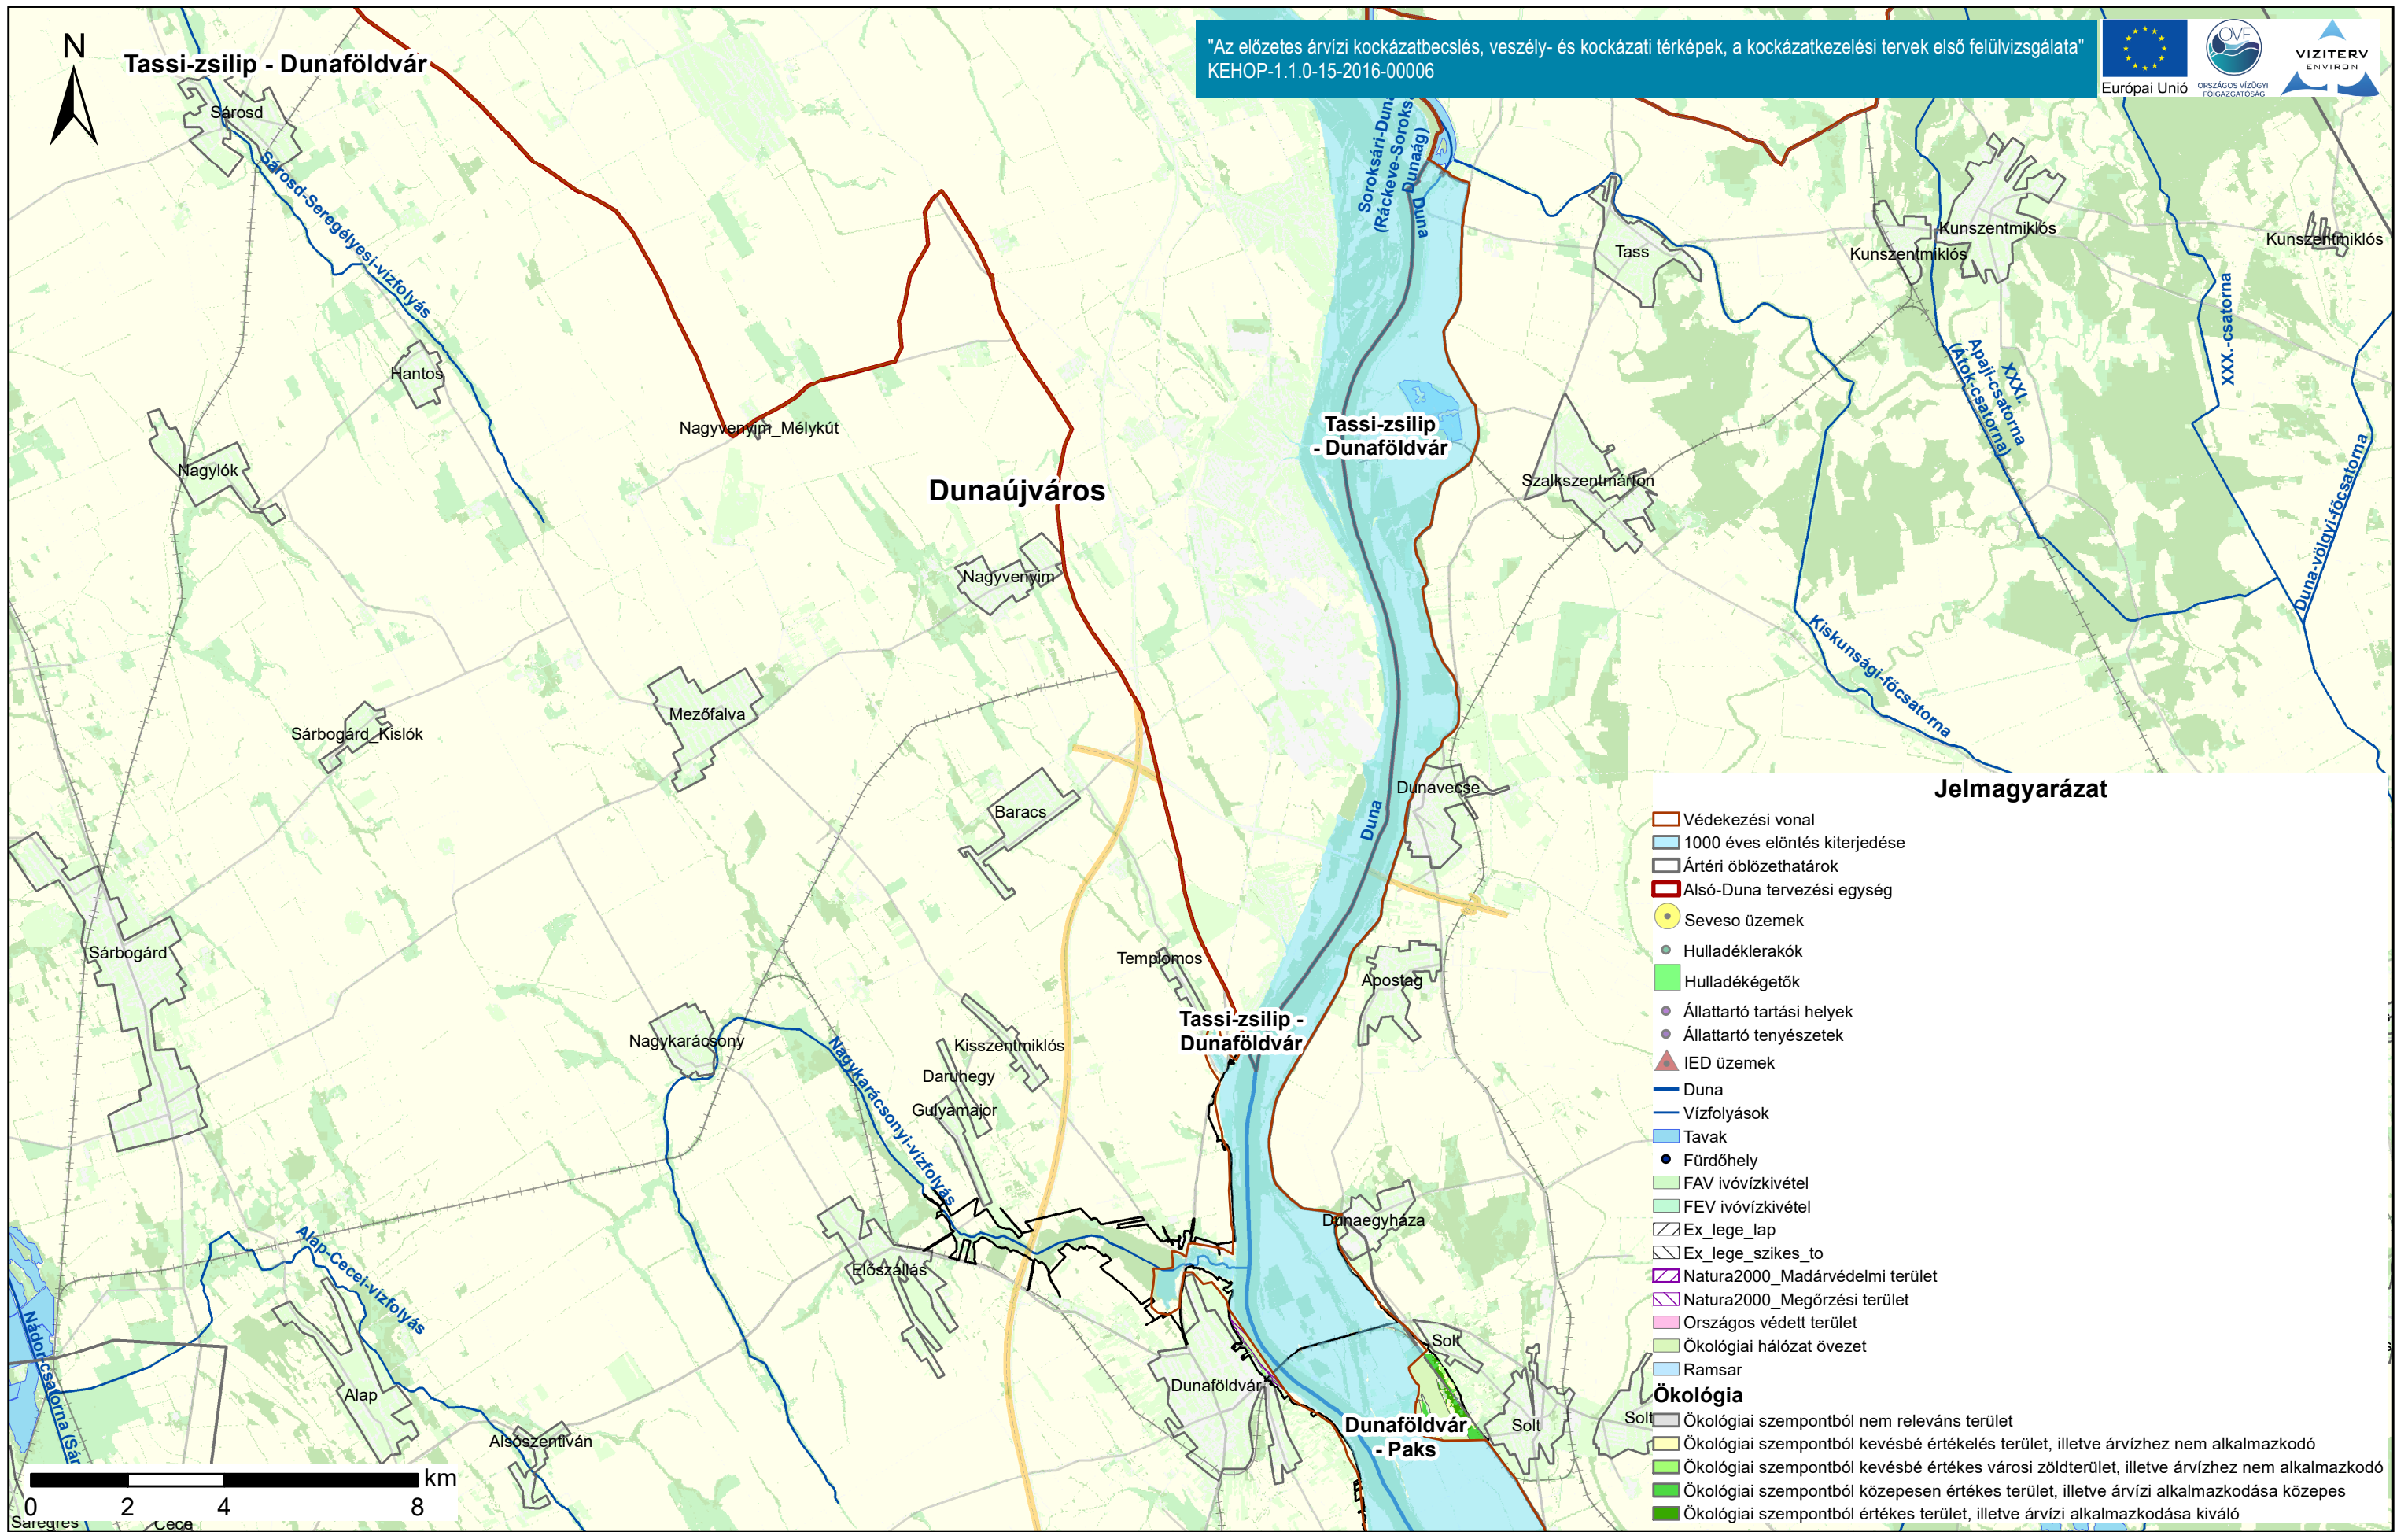 N
Tassi-zsilip - Dunaföldvár
"Az előzetes árvízi kockázatbecslés, veszély- és kockázati térképek, a kockázatkezelési tervek első felülvizsgálata"
KEHOP-1.1.0-15-2016-00006
Európai Unió
OVF
ORSZÁGOS VÍZÜGYI
FŐIGAZGATÓSÁG
VIZITERV
ENVIRON
Sárosd
Sárosd-Seregélyesi-vízfolyás
Soroksári-Duna
(Ráckeve-Soroksá
Dunaág)
Duna
Tass
Kunszentmiklós
Kunszentmiklós
Kunszentmiklós
XXX.-csatorna
XXXI.
Apaji-csatorna
(Átok-csatorna)
Duna-völgyi-főcsatorna
Hantos
Nagyvenyim_Mélykút
Nagylók
Dunaújváros
Tassi-zsilip
- Dunaföldvár
Szalkszentmárton
Nagyvenyim
Kiskunsági-főcsatorna
Mezőfalva
Sárbogárd_Kislók
Baracs
Dunavecse
Duna
Sárbogárd
Templomos
Apostag
Tassi-zsilip -
Dunaföldvár
Nagykarácsony
Nagykarácsonyi-vízfolyás
Kisszentmiklós
Daruhegy
Gulyamajor
Dunaegyháza
Előszállás
Alap-Cecei-vízfolyás
Nádor-csatorna (Sár
Alap
Alsószentiván
Dunaföldvár
Solt
Solt
Solt
Dunaföldvár
- Paks
km
0 2 4 8
Sáregres
Cece
Jelmagyarázat
Védekezési vonal
1000 éves elöntés kiterjedése
Ártéri öblözethatárok
Alsó-Duna tervezési egység
Seveso üzemek
Hulladéklerakók
Hulladékégetők
Állattartó tartási helyek
Állattartó tenyészetek
IED üzemek
Duna
Vízfolyások
Tavak
Fürdőhely
FAV ivóvízkivétel
FEV ivóvízkivétel
Ex_lege_lap
Ex_lege_szikes_to
Natura2000_Madárvédelmi terület
Natura2000_Megőrzési terület
Országos védett terület
Ökológiai hálózat övezet
Ramsar
Ökológia
Ökológiai szempontból nem releváns terület
Ökológiai szempontból kevésbé értékelés terület, illetve árvízhez nem alkalmazkodó
Ökológiai szempontból kevésbé értékes városi zöldterület, illetve árvízhez nem alkalmazkodó
Ökológiai szempontból közepesen értékes terület, illetve árvízi alkalmazkodása közepes
Ökológiai szempontból értékes terület, illetve árvízi alkalmazkodása kiváló